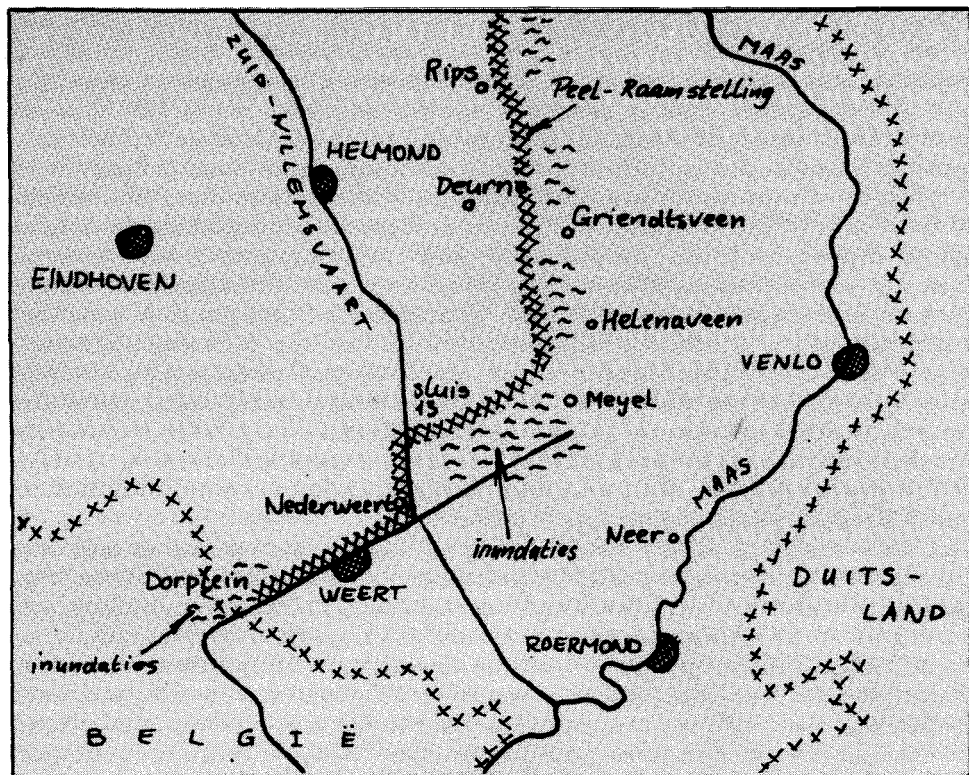 MAAS
ZUID-WILLEMSVAART
Rips
Peel-Raamstelling
HELMOND
Deurne
Griendtsveen
EINDHOVEN
Helenaveen
VENLO
sluis
13
Meyel
MAAS
Nederweert
inundaties
Neer
Dorplein
WEERT
DUITS-
LAND
ROERMOND
inundaties
BELGIË